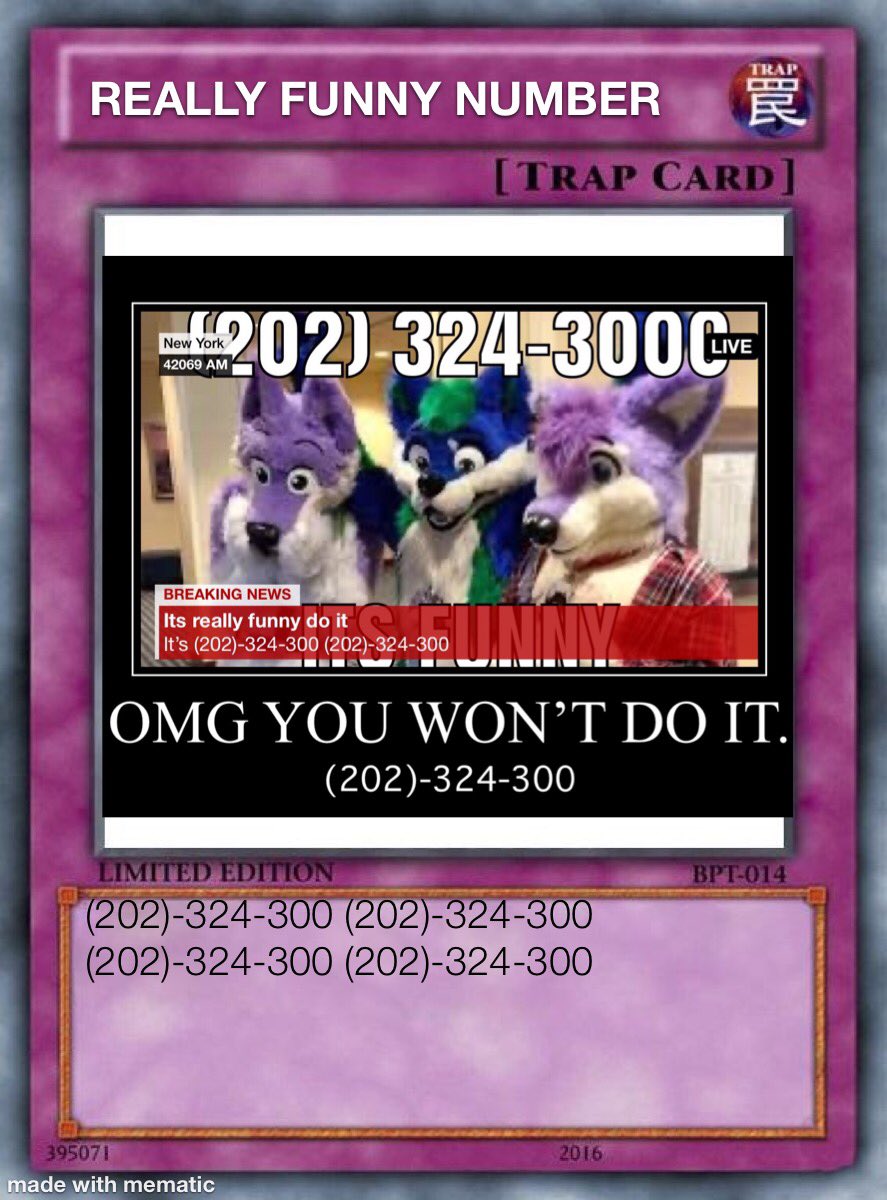 REALLY FUNNY NUMBER
TRAP
罠
[TRAP CARD]
(202) 324-3000
New York
LIVE
42069 AM
BREAKING NEWS
Its really funny do it
It's (202)-324-300 (202)-324-300
ITS FUNNY
OMG YOU WON'T DO IT.
(202)-324-300
LIMITED EDITION
BPT-014
(202)-324-300 (202)-324-300
(202)-324-300 (202)-324-300
395071
2016
made with mematic